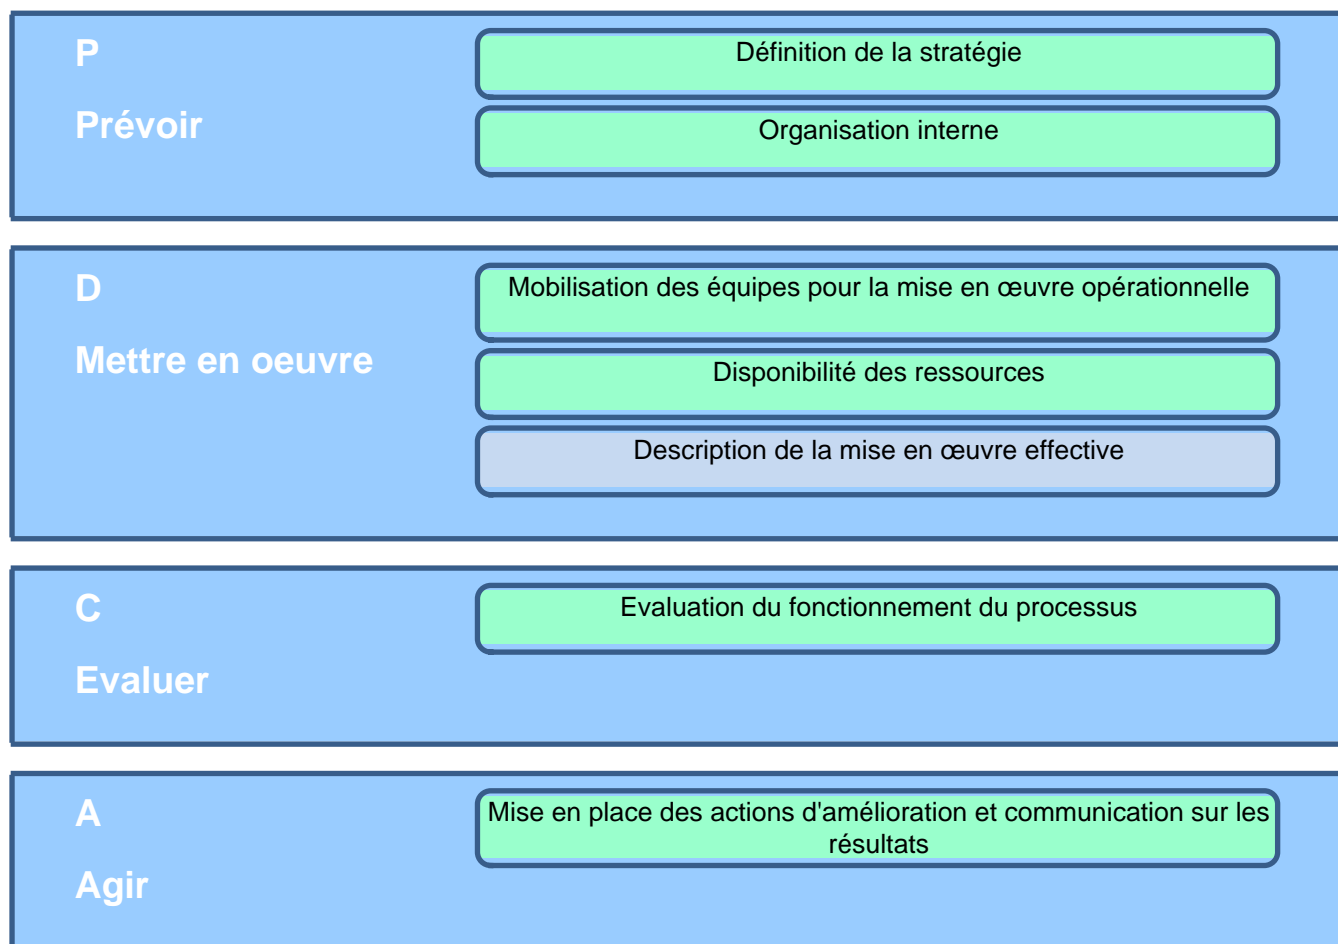 P
Prévoir
Définition de la stratégie
Organisation interne
D
Mettre en oeuvre
Mobilisation des équipes pour la mise en œuvre opérationnelle
Disponibilité des ressources
Description de la mise en œuvre effective
C
Evaluer
Evaluation du fonctionnement du processus
A
Agir
Mise en place des actions d'amélioration et communication sur les
résultats